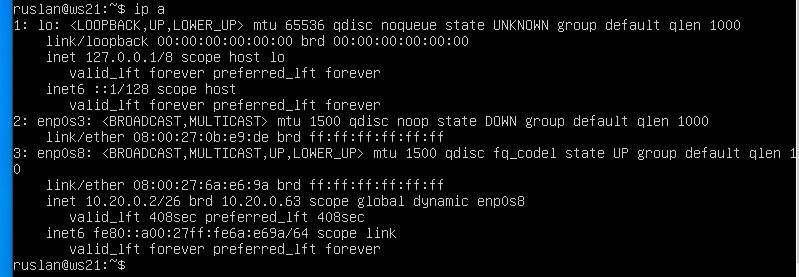 ruslan@ws21:~$ ip a
1: lo: <LOOPBACK,UP,LOWER_UP> mtu 65536 qdisc noqueue state UNKNOWN group default qlen 1000
    link/loopback 00:00:00:00:00:00 brd 00:00:00:00:00:00
    inet 127.0.0.1/8 scope host lo
       valid_lft forever preferred_lft forever
    inet6 ::1/128 scope host
       valid_lft forever preferred_lft forever
2: enp0s3: <BROADCAST,MULTICAST> mtu 1500 qdisc noop state DOWN group default qlen 1000
    link/ether 08:00:27:0b:e9:de brd ff:ff:ff:ff:ff:ff
3: enp0s8: <BROADCAST,MULTICAST,UP,LOWER_UP> mtu 1500 qdisc fq_codel state UP group default qlen 1
0
    link/ether 08:00:27:6a:e6:9a brd ff:ff:ff:ff:ff:ff
    inet 10.20.0.2/26 brd 10.20.0.63 scope global dynamic enp0s8
       valid_lft 408sec preferred_lft 408sec
    inet6 fe80::a00:27ff:fe6a:e69a/64 scope link
       valid_lft forever preferred_lft forever
ruslan@ws21:~$